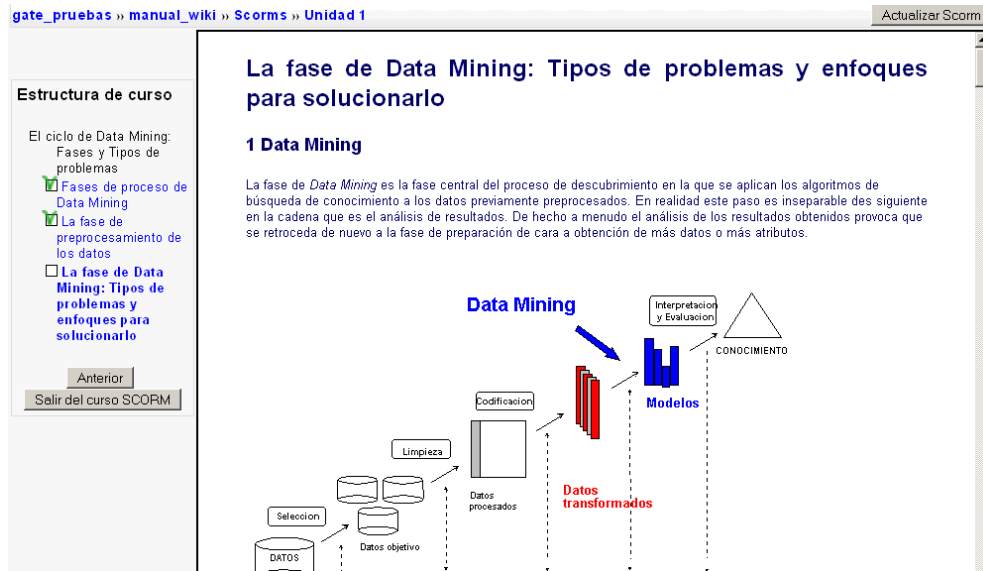 gate_pruebas » manual_wiki » Scorms » Unidad 1
Actualizar Scorm
Estructura de curso
El ciclo de Data Mining:
Fases y Tipos de
problemas
Fases de proceso de
Data Mining
La fase de
preprocesamiento de
los datos
La fase de Data
Mining: Tipos de
problemas y
enfoques para
solucionarlo
Anterior
Salir del curso SCORM
La fase de Data Mining: Tipos de problemas y enfoques
para solucionarlo
1 Data Mining
La fase de Data Mining es la fase central del proceso de descubrimiento en la que se aplican los algoritmos de
búsqueda de conocimiento a los datos previamente preprocesados. En realidad este paso es inseparable des siguiente
en la cadena que es el análisis de resultados. De hecho a menudo el análisis de los resultados obtenidos provoca que
se retroceda de nuevo a la fase de preparación de cara a obtención de más datos o más atributos.
Data Mining
Interpretacion
y Evaluacion
CONOCIMIENTO
Modelos
Codificacion
Limpieza
Datos
procesados
Datos
transformados
Seleccion
Datos objetivo
DATOS